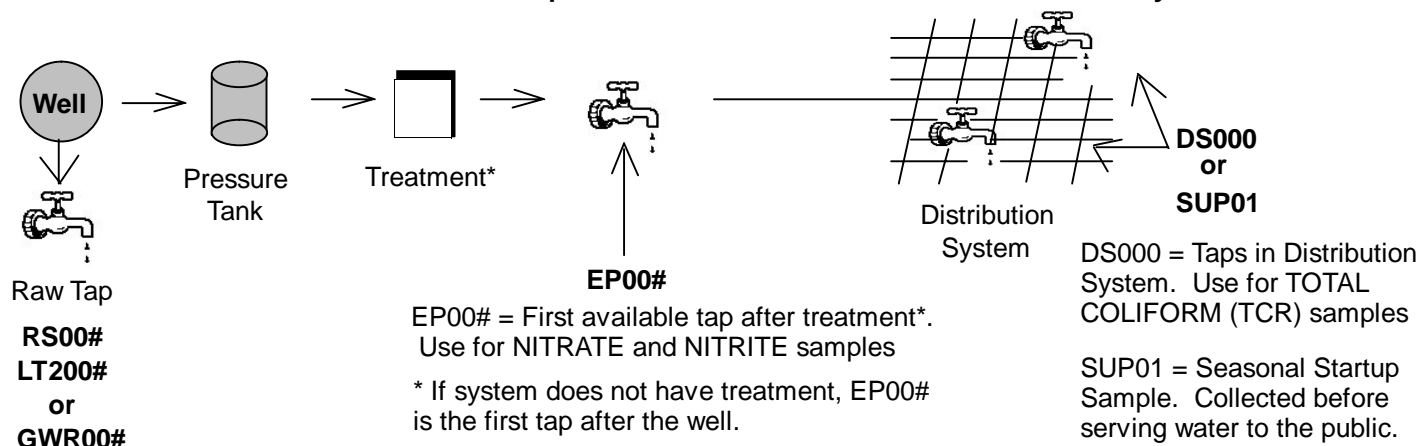 Well
Pressure
Tank
Treatment*
Raw Tap
RS00#
LT200#
or
GWR00#
EP00#
EP00# = First available tap after treatment*.
Use for NITRATE and NITRITE samples
* If system does not have treatment, EP00#
is the first tap after the well.
Distribution
System
DS000
or
SUP01
DS000 = Taps in Distribution
System. Use for TOTAL
COLIFORM (TCR) samples
SUP01 = Seasonal Startup
Sample. Collected before
serving water to the public.